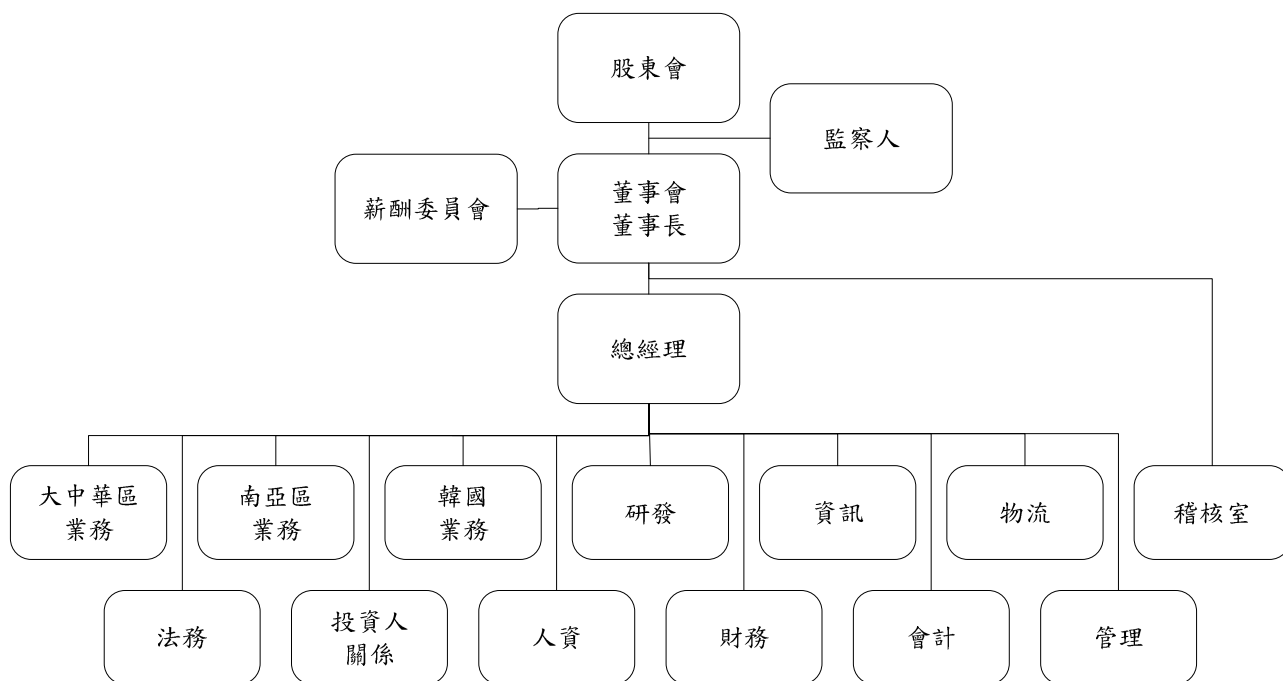 股東會
監察人
薪酬委員會
董事會
董事長
總經理
大中華區
業務
南亞區
業務
韓國
業務
研發
資訊
物流
稽核室
法務
投資人
關係
人資
財務
會計
管理